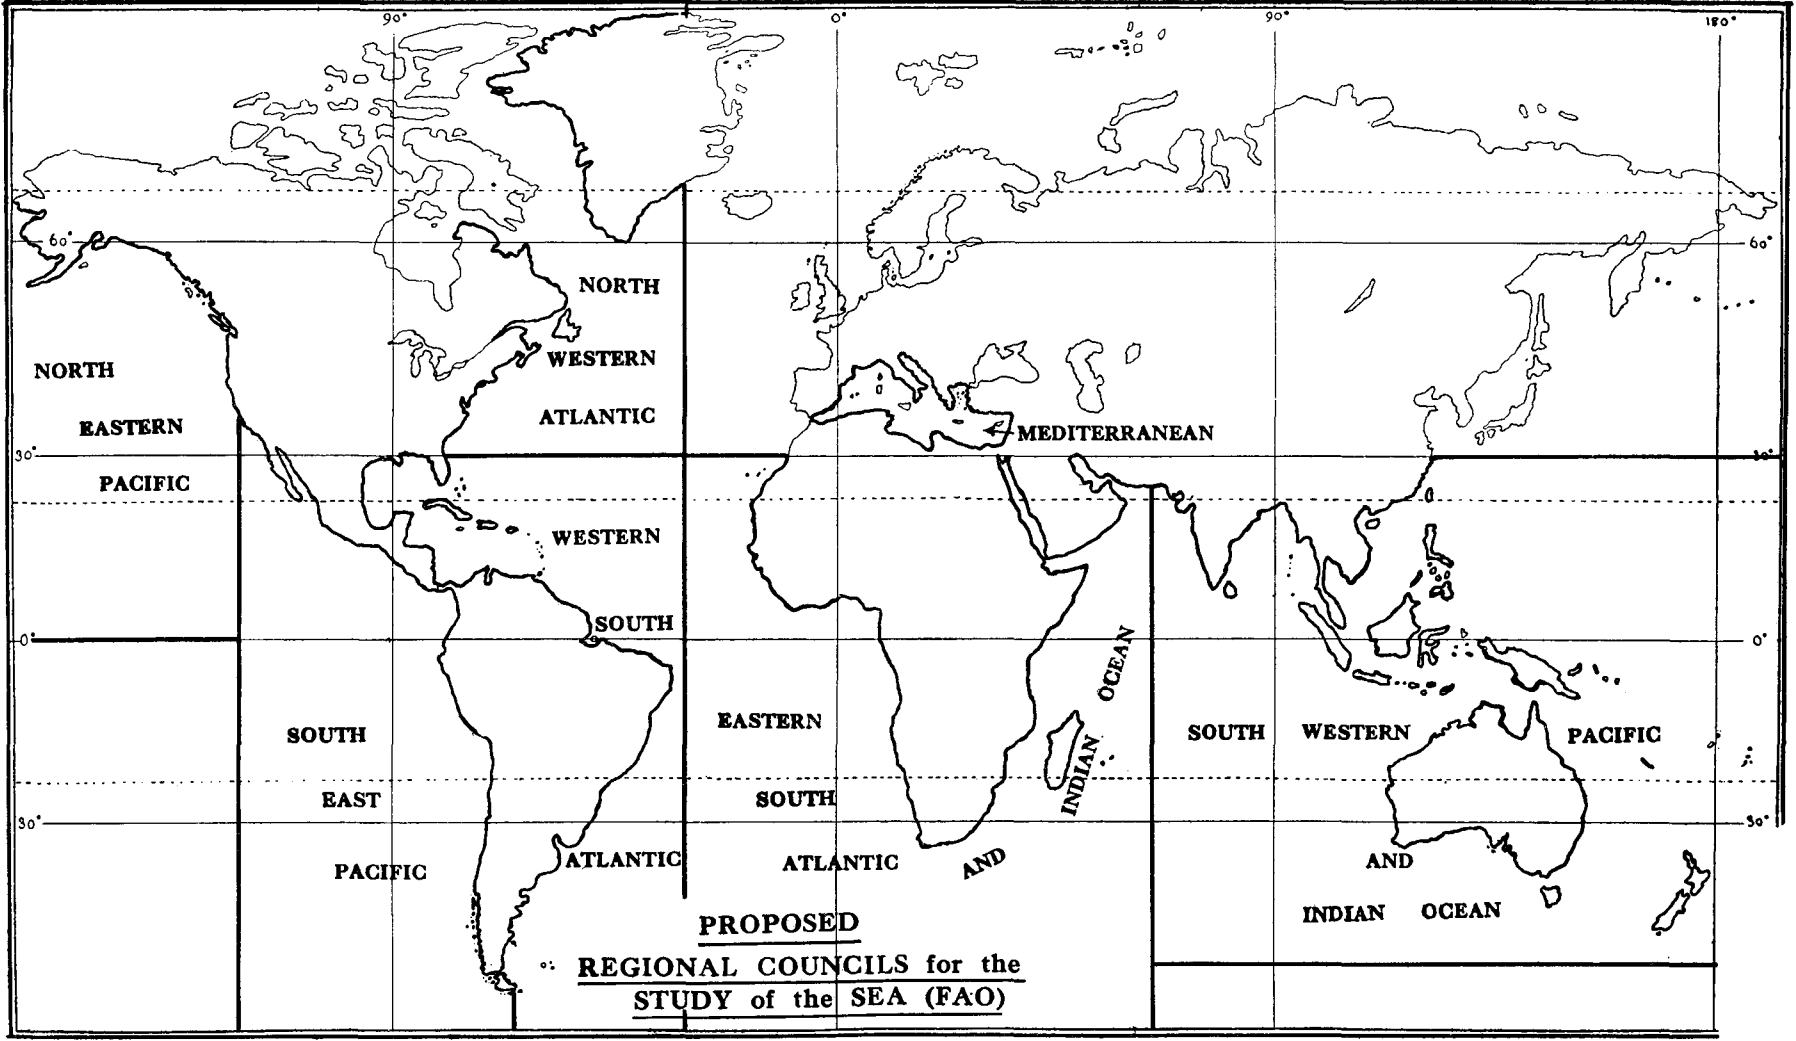 90°
0°
90°
180°
60°
60°
NORTH
WESTERN
ATLANTIC
NORTH
EASTERN
PACIFIC
MEDITERRANEAN
30°
30°
WESTERN
SOUTH
ATLANTIC
0°
0°
SOUTH
EAST
PACIFIC
EASTERN
SOUTH
ATLANTIC
AND
INDIAN OCEAN
SOUTH WESTERN PACIFIC
AND
INDIAN OCEAN
30°
30°
PROPOSED
REGIONAL COUNCILS for the
STUDY of the SEA (FAO)